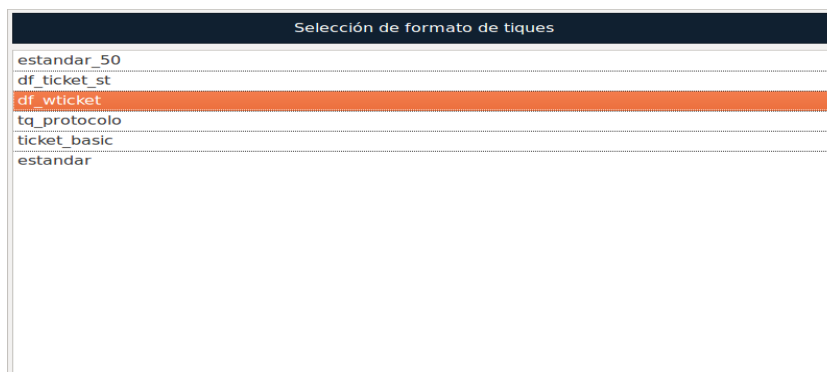 Selección de formato de tiques
estandar_50
df_ticket_st
df_wticket
tq_protocolo
ticket_basic
estandar